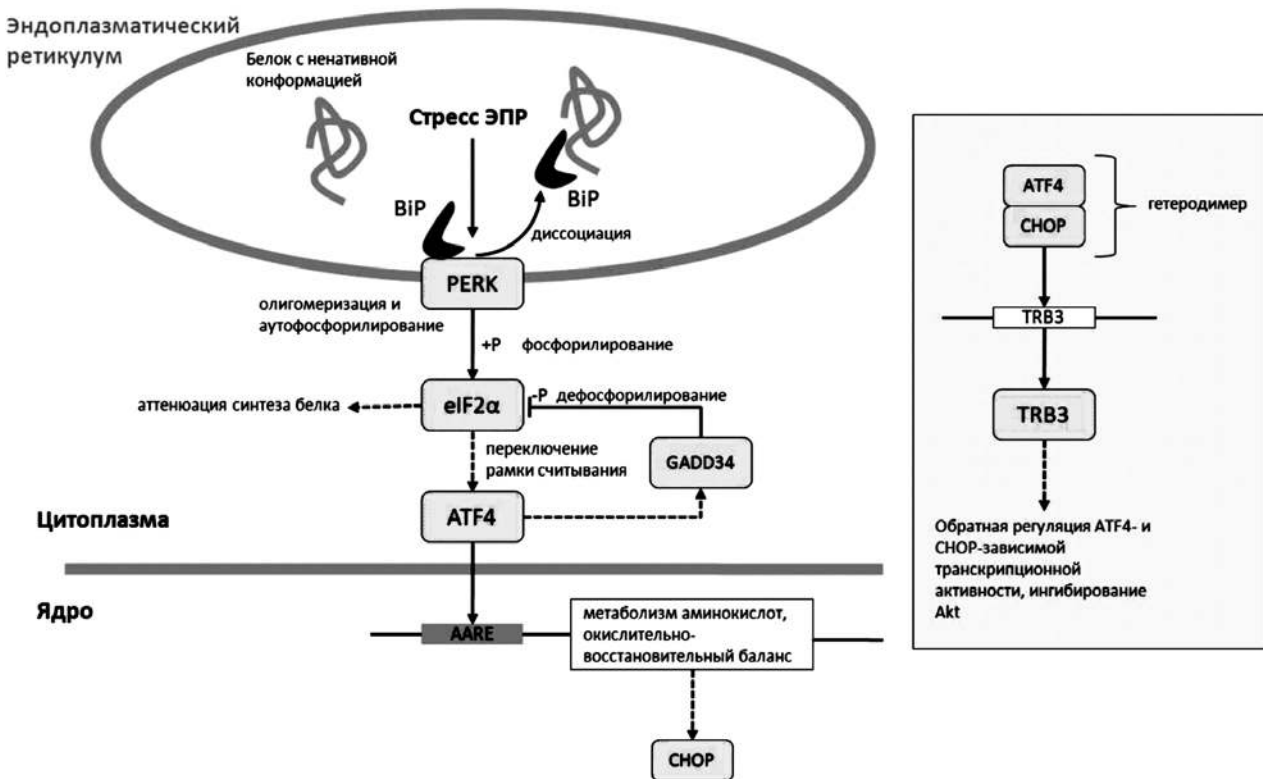 Эндоплазматический
ретикулум
Белок с ненативной
конформацией
Стресс ЭПР
BiP
BiP
диссоциация
PERK
олигомеризация и
аутофосфорилирование
+P фосфорилирование
аттенюация синтеза белка
eIF2α
-P дефосфорилирование
переключение
рамки считывания
GADD34
ATF4
Цитоплазма
Ядро
AARE
метаболизм аминокислот,
окислительно-
восстановительный баланс
CHOP
ATF4
CHOP
гетеродимер
TRB3
TRB3
Обратная регуляция ATF4- и
CHOP-зависимой
транскрипционной
активности, ингибирование
Akt